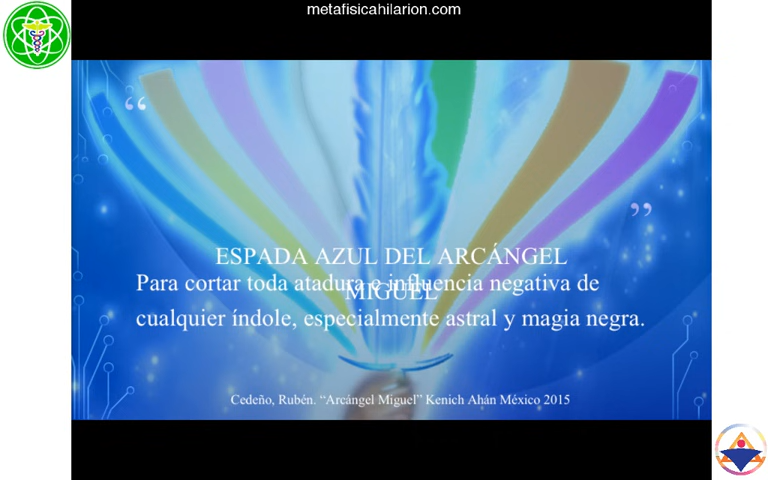 metafisicahilarion.com
“
”
ESPADA AZUL DEL ARCÁNGEL
MIGUEL
Para cortar toda atadura e influencia negativa de
cualquier índole, especialmente astral y magia negra.
Cedeño, Rubén. “Arcángel Miguel” Kenich Ahán México 2015